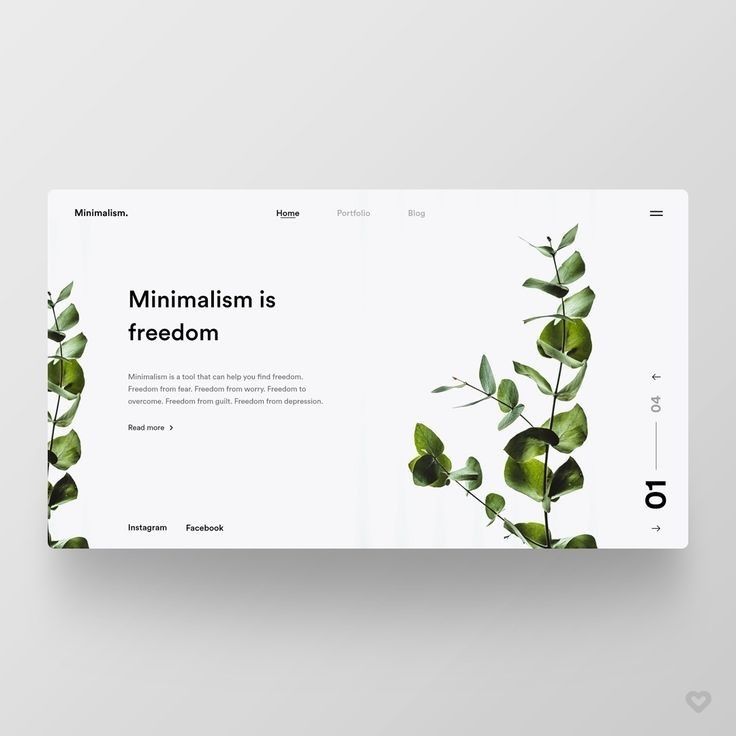 Minimalism.
Home
Portfolio
Blog
Minimalism is
freedom
Minimalism is a tool that can help you find freedom.
Freedom from fear. Freedom from worry. Freedom to
overcome. Freedom from guilt. Freedom from depression.
Read more
Instagram
Facebook
04
01